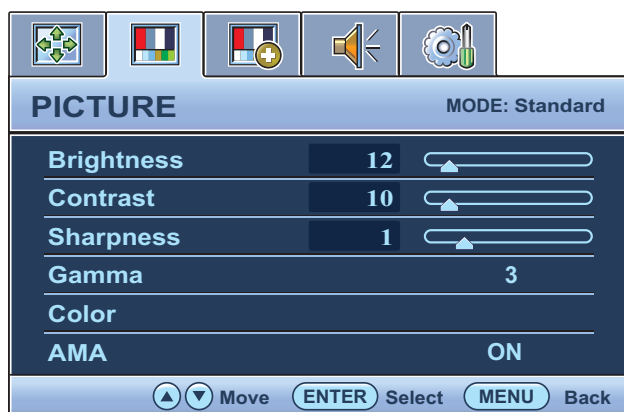 PICTURE MODE: Standard
Brightness 12
Contrast 10
Sharpness 1
Gamma 3
Color
AMA ON
Move ENTER Select MENU Back